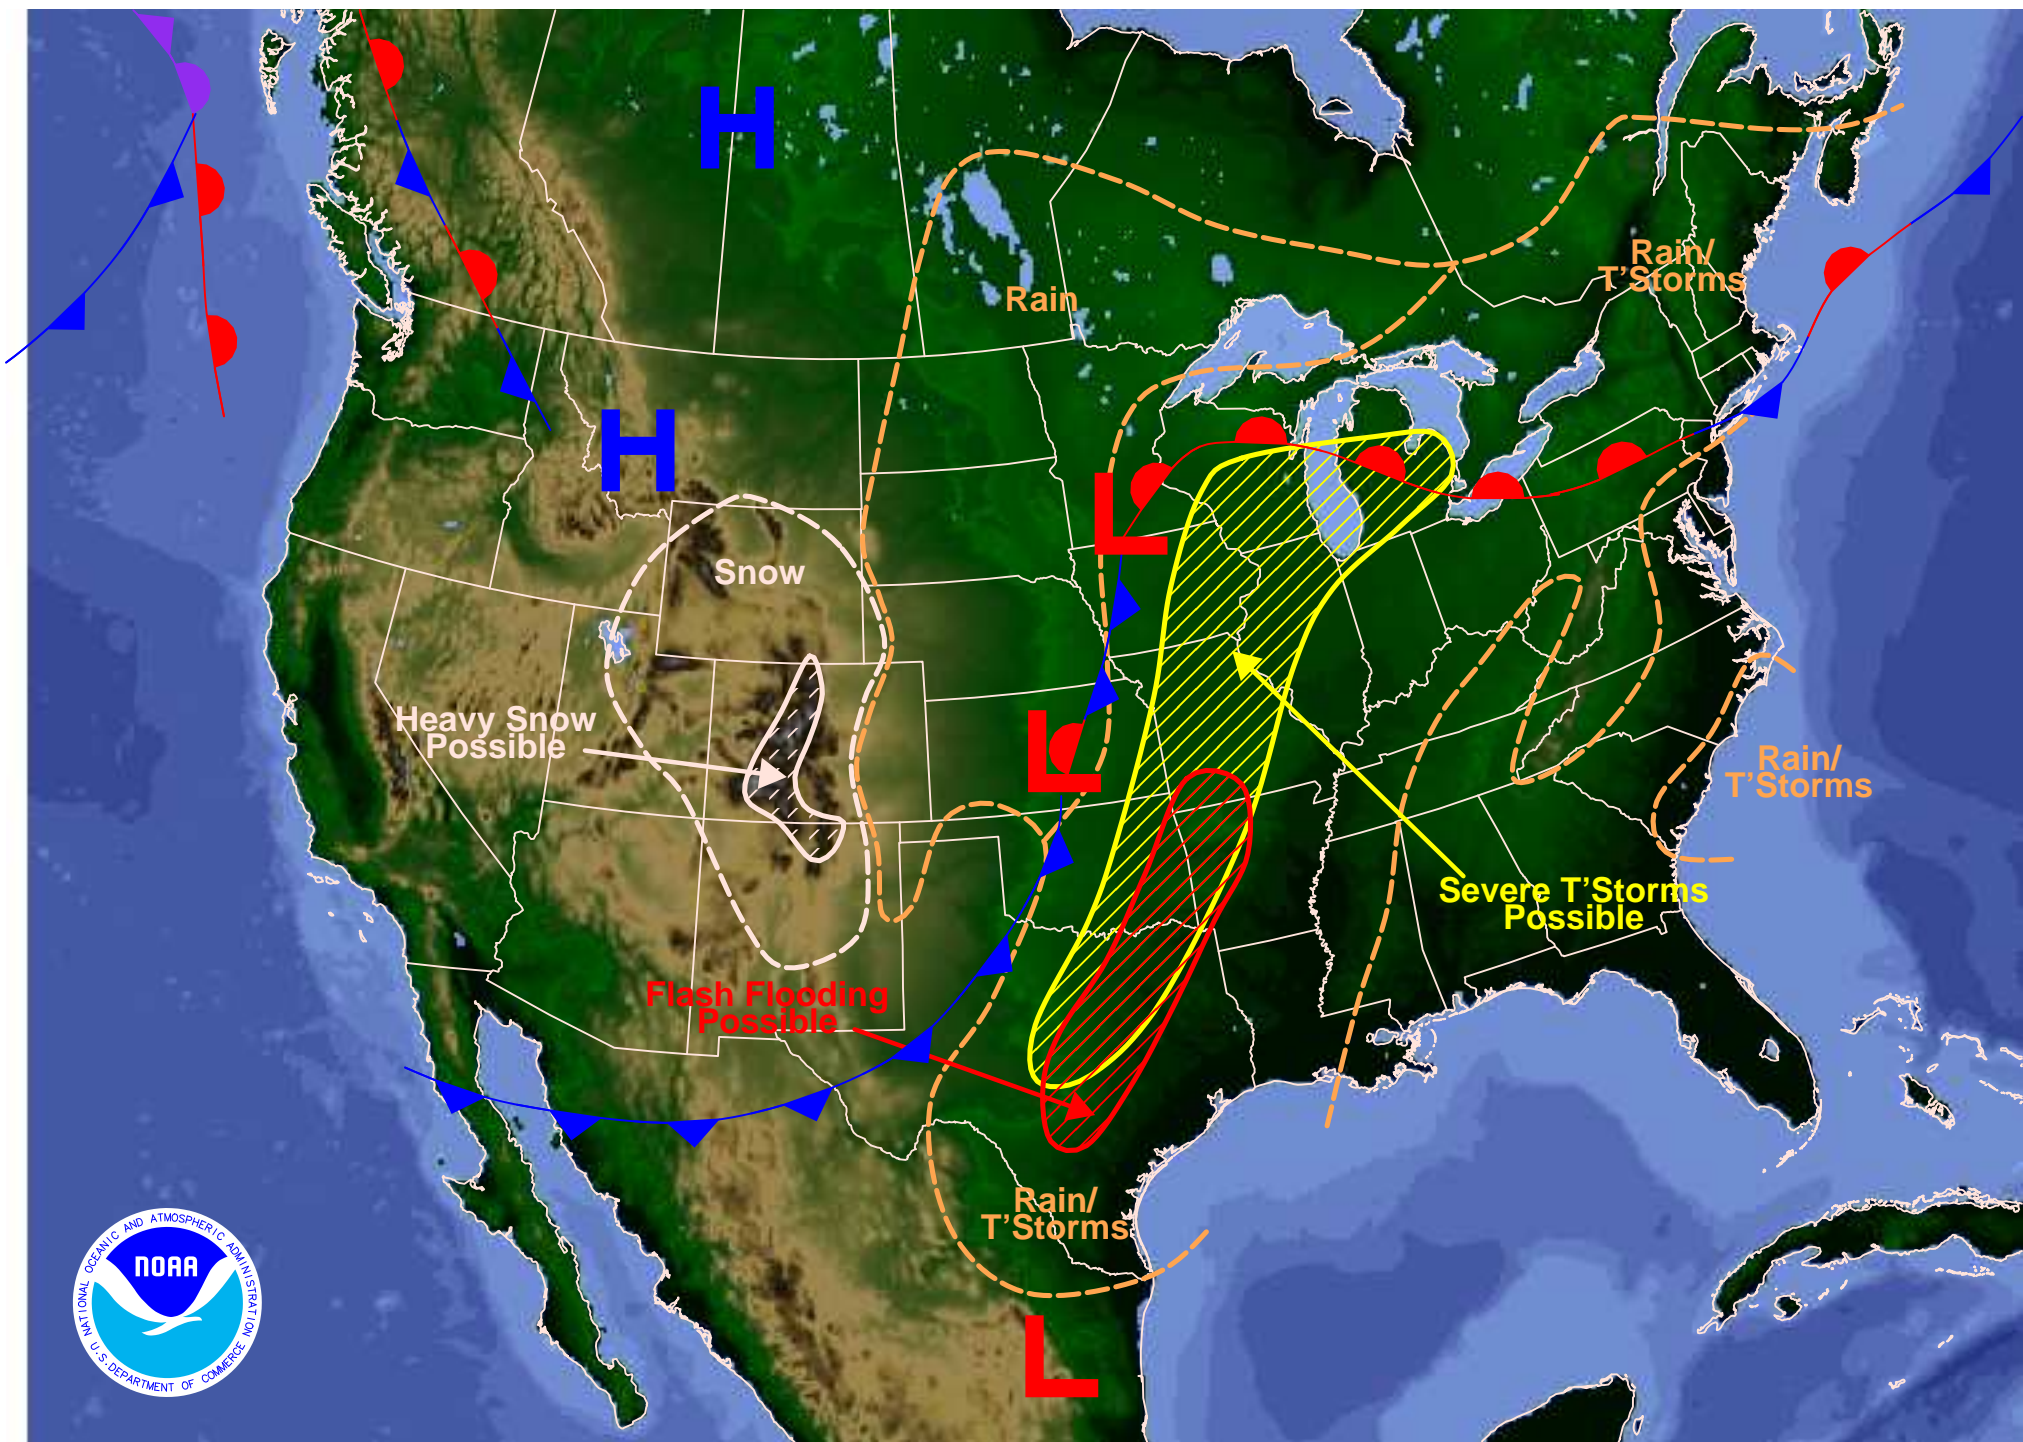 H
Rain/
T'Storms
Rain
H
L
Snow
Heavy Snow
Possible
L
Rain/
T'Storms
Severe T'Storms
Possible
Flash Flooding
Possible
Rain/
T'Storms
L
NATIONAL OCEANIC AND ATMOSPHERIC ADMINISTRATION
NOAA
U.S. DEPARTMENT OF COMMERCE